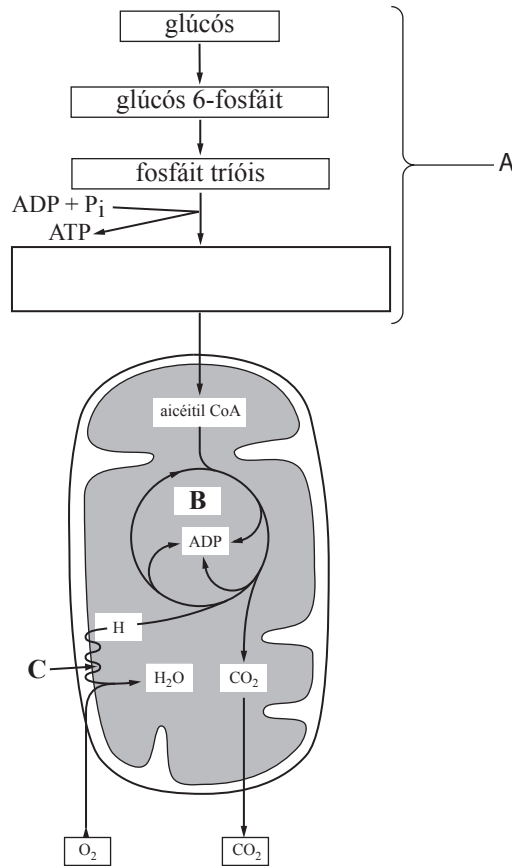 glúcós
glúcós 6-fosfáit
fosfáit tríóis
A
ADP + Pi
ATP
aicéitil CoA
B
ADP
H
C
H₂O
CO₂
O₂
CO₂